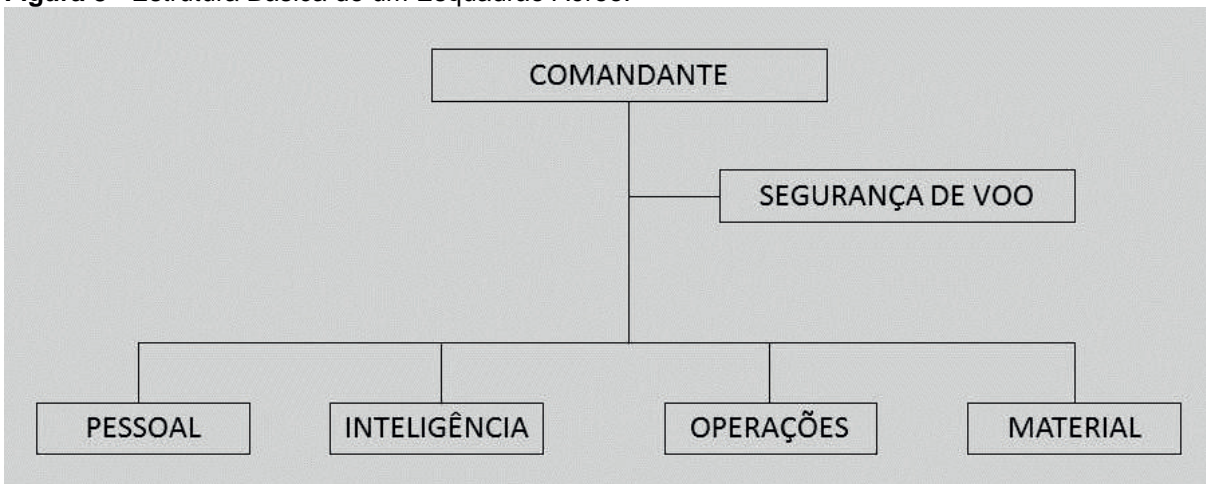 COMANDANTE
SEGURANÇA DE VOO
PESSOAL
INTELIGÊNCIA
OPERAÇÕES
MATERIAL